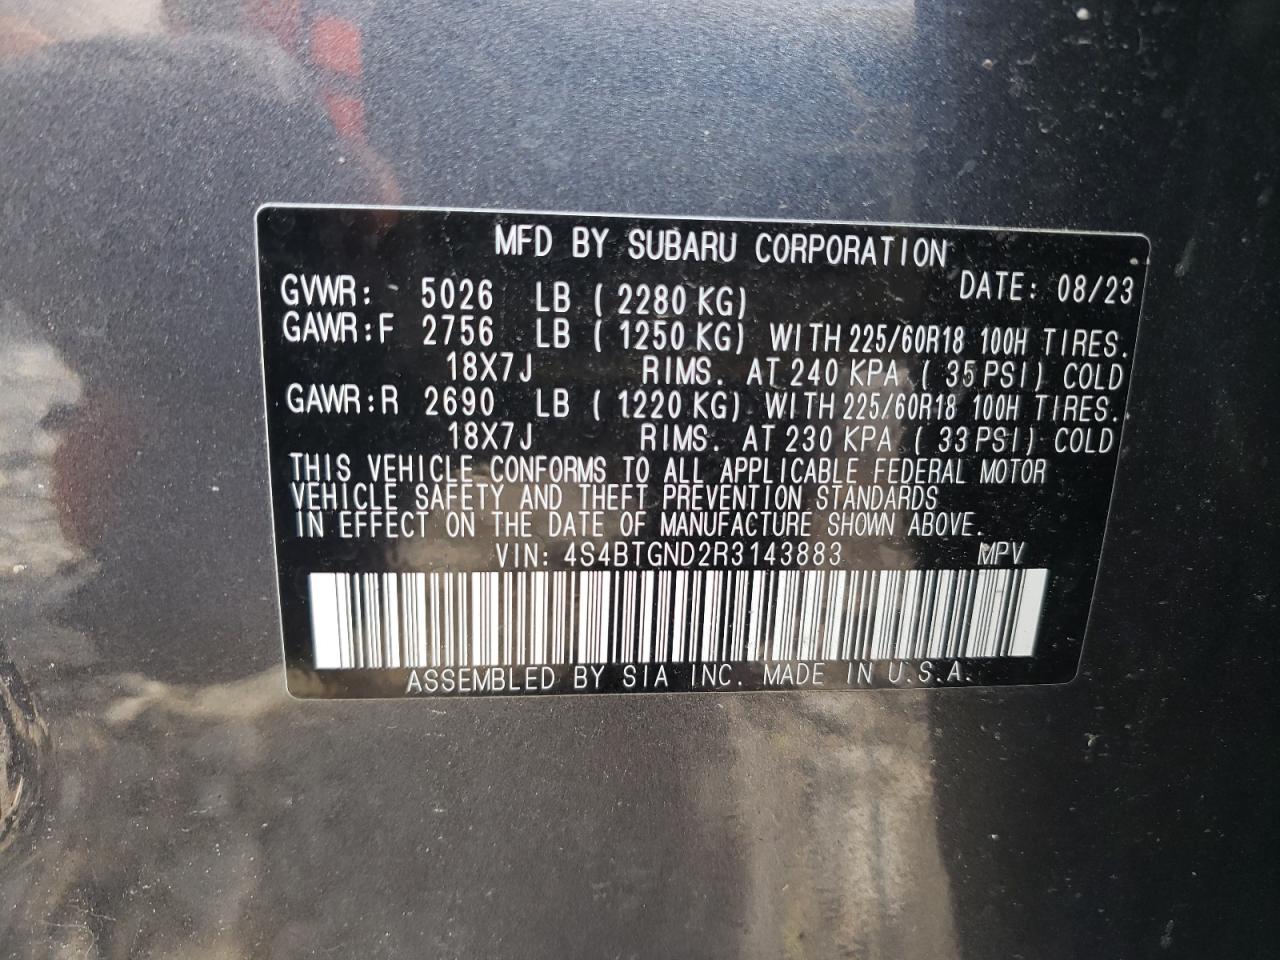 MFD BY SUBARU CORPORATION
DATE: 08/23
GVWR: 5026 LB (2280 KG)
GAWR:F 2756 LB (1250 KG) WITH 225/60R18 100H TIRES.
18X7J RIMS. AT 240 KPA (35 PSI) COLD
GAWR:R 2690 LB (1220 KG) WITH 225/60R18 100H TIRES.
18X7J RIMS. AT 230 KPA (33 PSI) COLD
THIS VEHICLE CONFORMS TO ALL APPLICABLE FEDERAL MOTOR
VEHICLE SAFETY AND THEFT PREVENTION STANDARDS
IN EFFECT ON THE DATE OF MANUFACTURE SHOWN ABOVE.
VIN: 4S4BTGND2R3143883 MPV
ASSEMBLED BY SIA INC. MADE IN U.S.A.